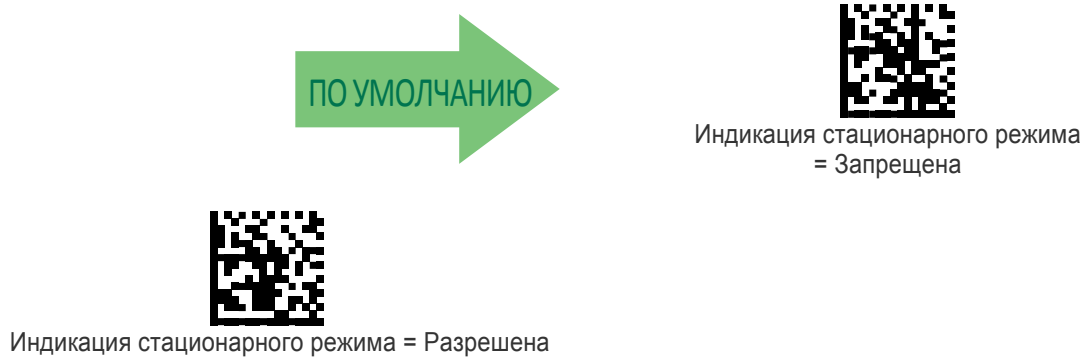 ПО УМОЛЧАНИЮ
Индикация стационарного режима
= Запрещена
Индикация стационарного режима = Разрешена